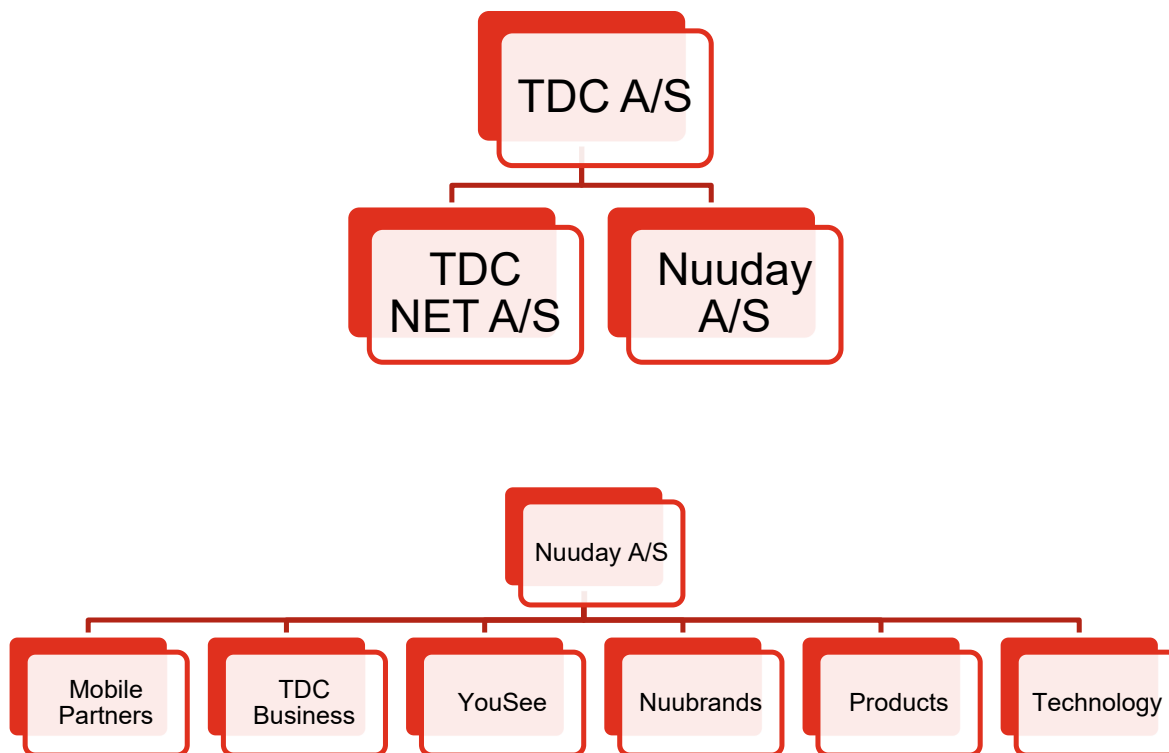 TDC A/S
TDC
NET A/S
Nuuday
A/S
Nuuday A/S
Mobile
Partners
TDC
Business
YouSee
Nuubrands
Products
Technology